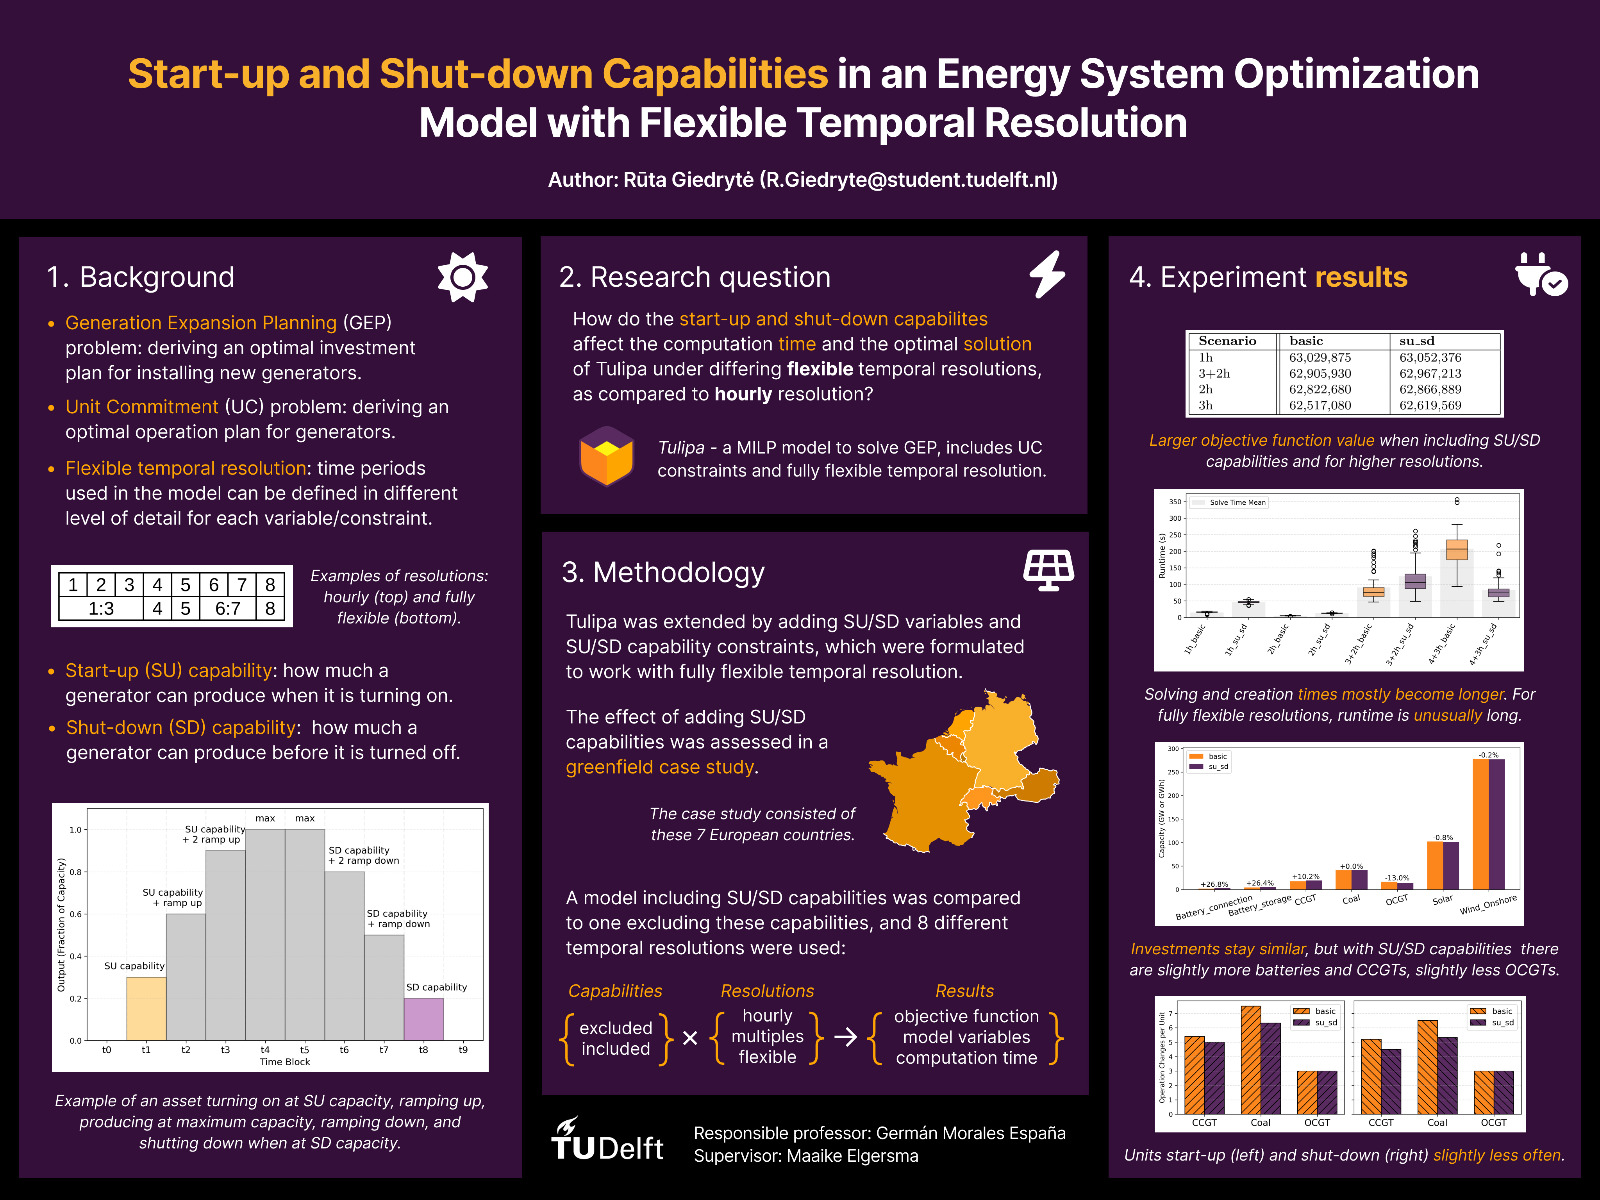 Start-up and Shut-down Capabilities in an Energy System Optimization
Model with Flexible Temporal Resolution
Author: Rūta Giedrytė (R.Giedryte@student.tudelft.nl)
1. Background
• Generation Expansion Planning (GEP)
problem: deriving an optimal investment
plan for installing new generators.
• Unit Commitment (UC) problem: deriving an
optimal operation plan for generators.
• Flexible temporal resolution: time periods
used in the model can be defined in different
level of detail for each variable/constraint.
1 2 3 4 5 6 7 8
1:3 4 5 6:7 8
Examples of resolutions:
hourly (top) and fully
flexible (bottom).
• Start-up (SU) capability: how much a
generator can produce when it is turning on.
• Shut-down (SD) capability: how much a
generator can produce before it is turned off.
Output (Fraction of Capacity)
1.0
0.8
0.6
0.4
0.2
0.0
SU capability
SU capability
+ ramp up
SU capability
+ 2 ramp up
max
max
SD capability
+ 2 ramp down
SD capability
+ ramp down
SD capability
t0 t1 t2 t3 t4 t5 t6 t7 t8 t9
Time Block
Example of an asset turning on at SU capacity, ramping up,
producing at maximum capacity, ramping down, and
shutting down when at SD capacity.
2. Research question
How do the start-up and shut-down capabilites
affect the computation time and the optimal solution
of Tulipa under differing flexible temporal resolutions,
as compared to hourly resolution?
Tulipa - a MILP model to solve GEP, includes UC
constraints and fully flexible temporal resolution.
3. Methodology
Tulipa was extended by adding SU/SD variables and
SU/SD capability constraints, which were formulated
to work with fully flexible temporal resolution.
The effect of adding SU/SD
capabilities was assessed in a
greenfield case study.
The case study consisted of
these 7 European countries.
A model including SU/SD capabilities was compared
to one excluding these capabilities, and 8 different
temporal resolutions were used:
Capabilities Resolutions Results
{excluded included} × {hourly multiples flexible} → {objective function model variables computation time}
TU Delft
Responsible professor: Germán Morales España
Supervisor: Maaike Elgersma
4. Experiment results
Scenario basic su_sd
1h 63,029,875 63,052,376
3+2h 62,905,930 62,967,213
2h 62,822,680 62,866,889
3h 62,517,080 62,619,569
Larger objective function value when including SU/SD
capabilities and for higher resolutions.
Solve Time Mean
Runtime (s)
350
300
250
200
150
100
50
0
1h_basic 1h_su_sd 2h_basic 2h_su_sd 3+2h_basic 3+2h_su_sd 4+3h_basic 4+3h_su_sd
Solving and creation times mostly become longer. For
fully flexible resolutions, runtime is unusually long.
basic
su_sd
Capacity (GW or GWh)
300
250
200
150
100
50
0
+26.8% +26.4% +10.2% +0.0% -13.0% -0.8% -0.2%
Battery_connection Battery_storage CCGT Coal OCGT Solar Wind_Onshore
Investments stay similar, but with SU/SD capabilities there
are slightly more batteries and CCGTs, slightly less OCGTs.
Operation Changes per Unit
7
6
5
4
3
2
1
0
basic
su_sd
basic
su_sd
CCGT Coal OCGT CCGT Coal OCGT
Units start-up (left) and shut-down (right) slightly less often.